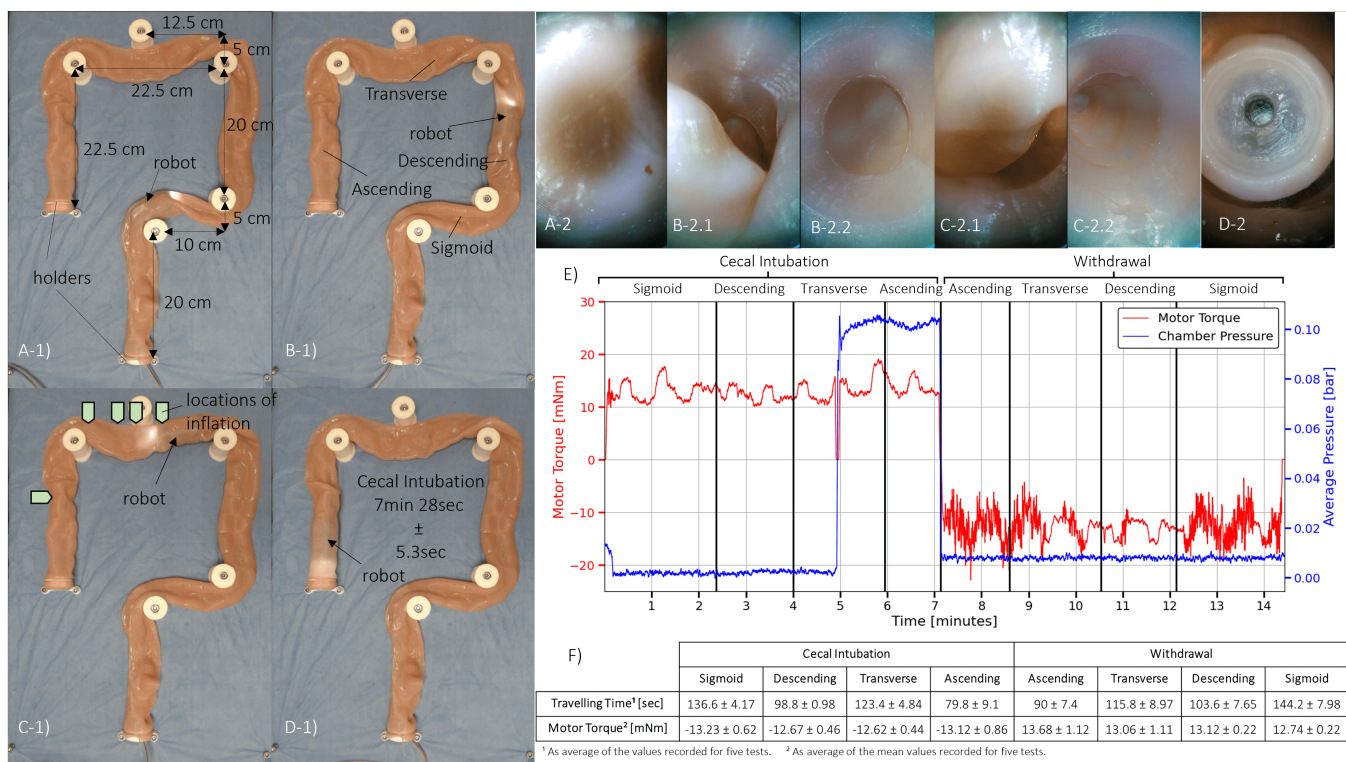 12.5 cm
5 cm
22.5 cm
20 cm
22.5 cm
robot
5 cm
10 cm
holders
20 cm
A-1)
Transverse
robot
Descending
Ascending
Sigmoid
B-1)
locations of
inflation
robot
C-1)
Cecal Intubation
7min 28sec
±
5.3sec
robot
D-1)
A-2
B-2.1
B-2.2
C-2.1
C-2.2
D-2
E)
Cecal Intubation
Withdrawal
Sigmoid Descending Transverse Ascending Ascending Transverse Descending Sigmoid
Motor Torque
Chamber Pressure
30
20
10
0
−10
−20
Motor Torque [mNm]
0.10
0.08
0.06
0.04
0.02
0.00
Average Pressure [bar]
1 2 3 4 5 6 7 8 9 10 11 12 13 14
Time [minutes]
F)
Cecal Intubation Withdrawal
Sigmoid Descending Transverse Ascending Ascending Transverse Descending Sigmoid
Travelling Time¹ [sec] 136.6 ± 4.17 98.8 ± 0.98 123.4 ± 4.84 79.8 ± 9.1 90 ± 7.4 115.8 ± 8.97 103.6 ± 7.65 144.2 ± 7.98
Motor Torque² [mNm] -13.23 ± 0.62 -12.67 ± 0.46 -12.62 ± 0.44 -13.12 ± 0.86 13.68 ± 1.12 13.06 ± 1.11 13.12 ± 0.22 12.74 ± 0.22
¹ As average of the values recorded for five tests. ² As average of the mean values recorded for five tests.